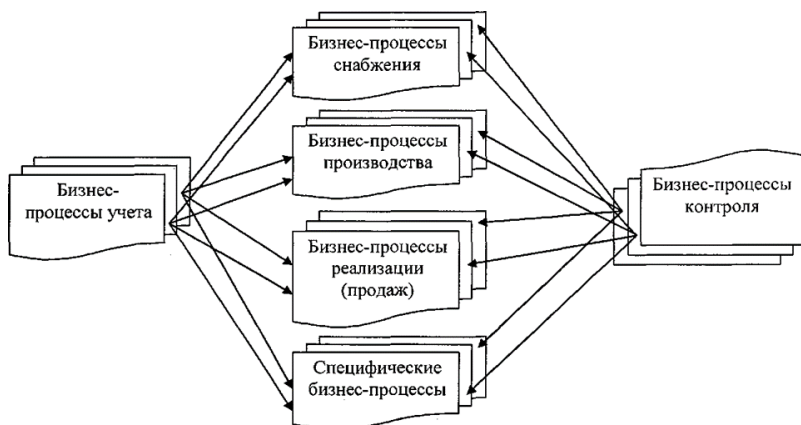 Бизнес-процессы
снабжения
Бизнес-процессы
производства
Бизнес-
процессы учета
Бизнес-процессы
контроля
Бизнес-процессы
реализации
(продаж)
Специфические
бизнес-процессы